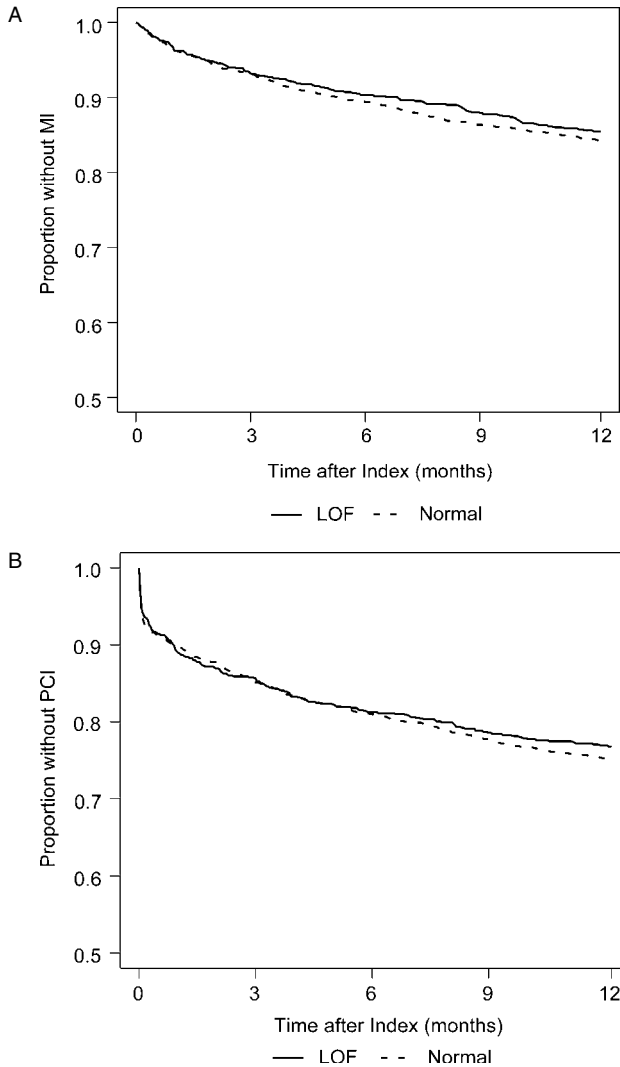 A
Proportion without MI
1.0
0.9
0.8
0.7
0.6
0.5
0 3 6 9 12
Time after Index (months)
LOF Normal
B
Proportion without PCI
1.0
0.9
0.8
0.7
0.6
0.5
0 3 6 9 12
Time after Index (months)
LOF Normal